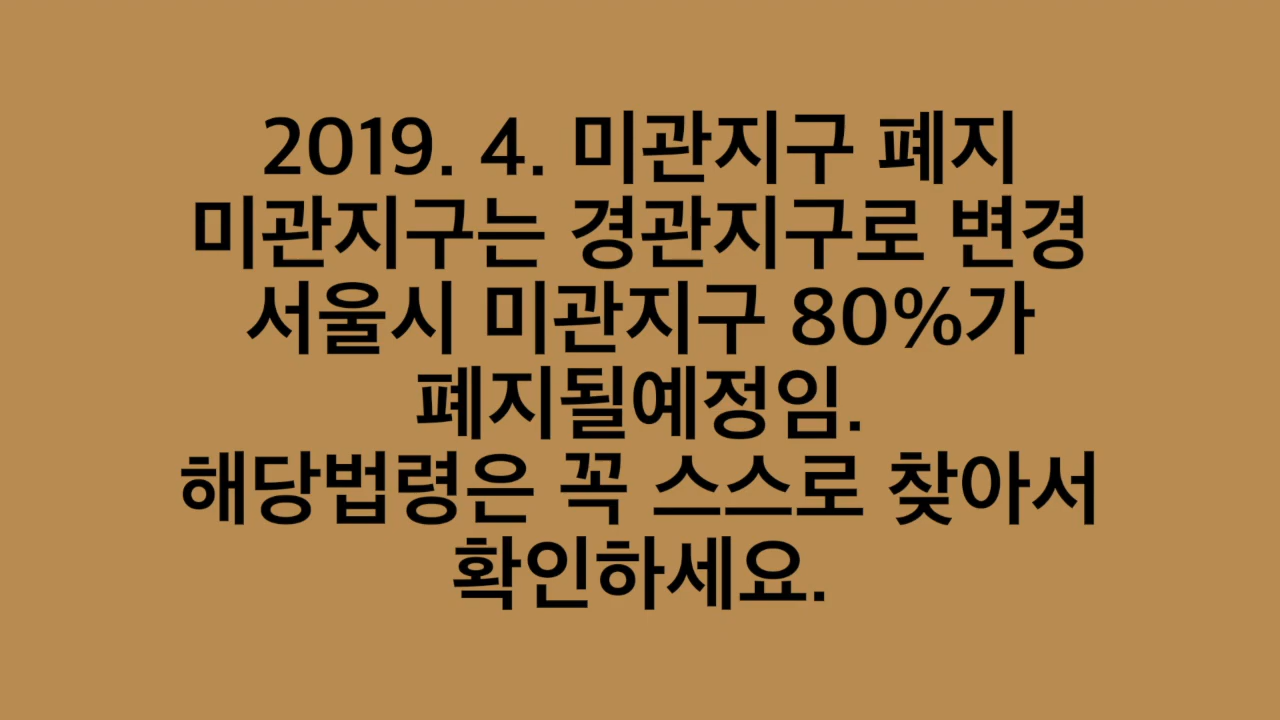 2019. 4. 미관지구 폐지
미관지구는 경관지구로 변경
서울시 미관지구 80%가
폐지될예정임.
해당법령은 꼭 스스로 찾아서
확인하세요.